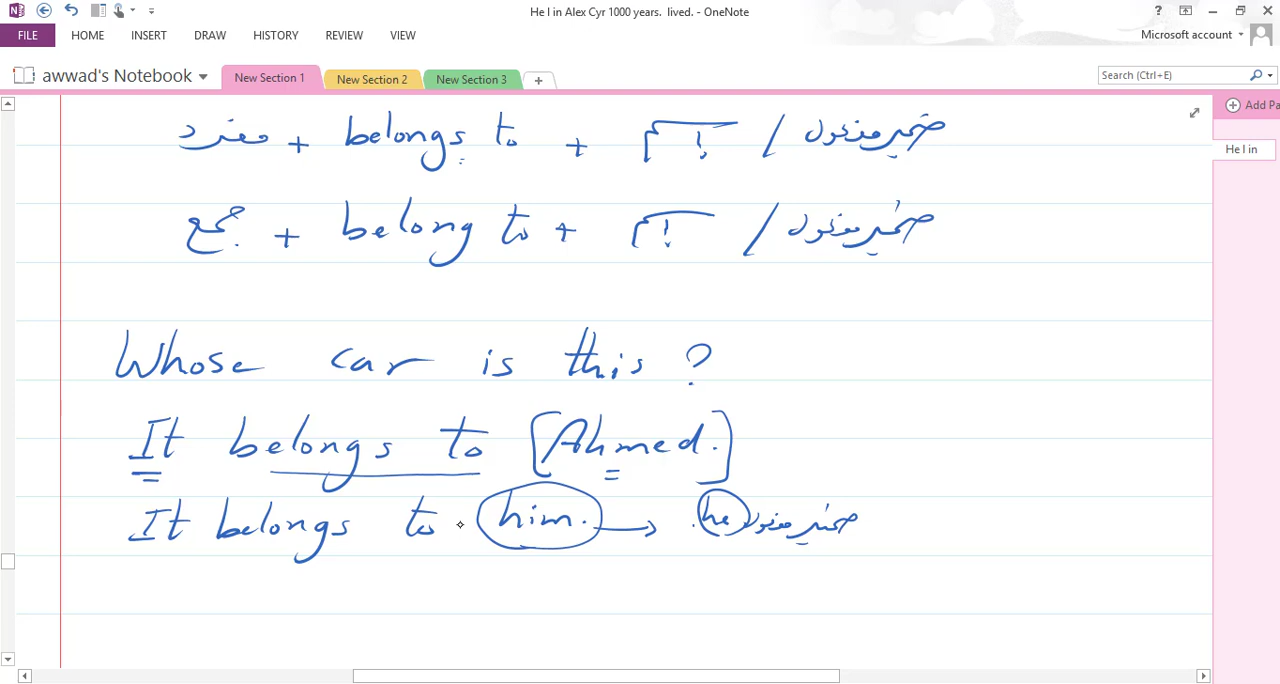 He I in Alex Cyr 1000 years. lived. - OneNote
FILE HOME INSERT DRAW HISTORY REVIEW VIEW
Microsoft account
awwad's Notebook New Section 1 New Section 2 New Section 3
Search (Ctrl+E)
Add Pa
He I in
مفرد + belongs to + اسم / ضمير مفعول
جمع + belong to + اسم / ضمير مفعول
Whose car is this ?
It belongs to [Ahmed.]
It belongs to him. → he ضمير مفعول